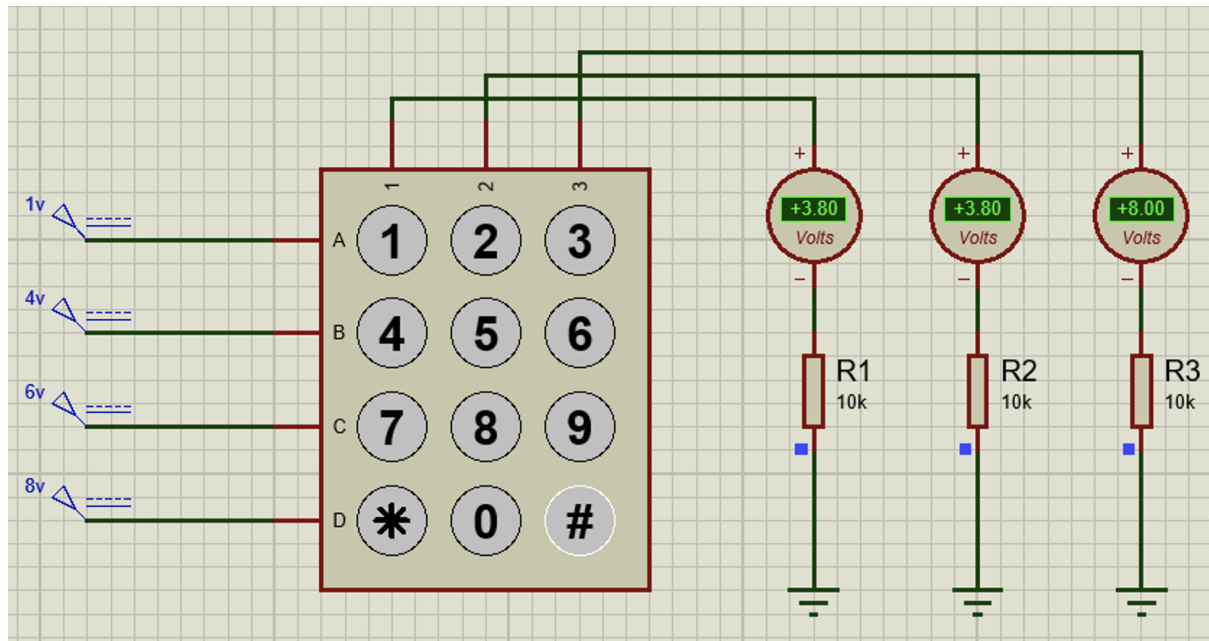 1 2 3
+ + +
1v
+3.80 +3.80 +8.00
Volts Volts Volts
A 1 2 3
− − −
4v
B 4 5 6
R1 R2 R3
10k 10k 10k
6v
C 7 8 9
8v
D * 0 #